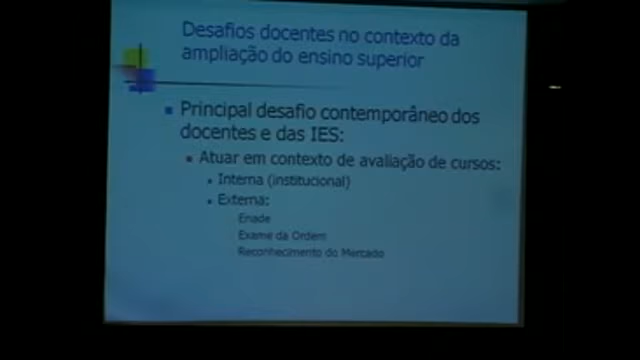 Desafios docentes no contexto da
ampliação do ensino superior
Principal desafio contemporâneo dos
docentes e das IES:
Atuar em contexto de avaliação de cursos:
Interna (institucional)
Externa:
Enade
Exame da Ordem
Reconhecimento do Mercado